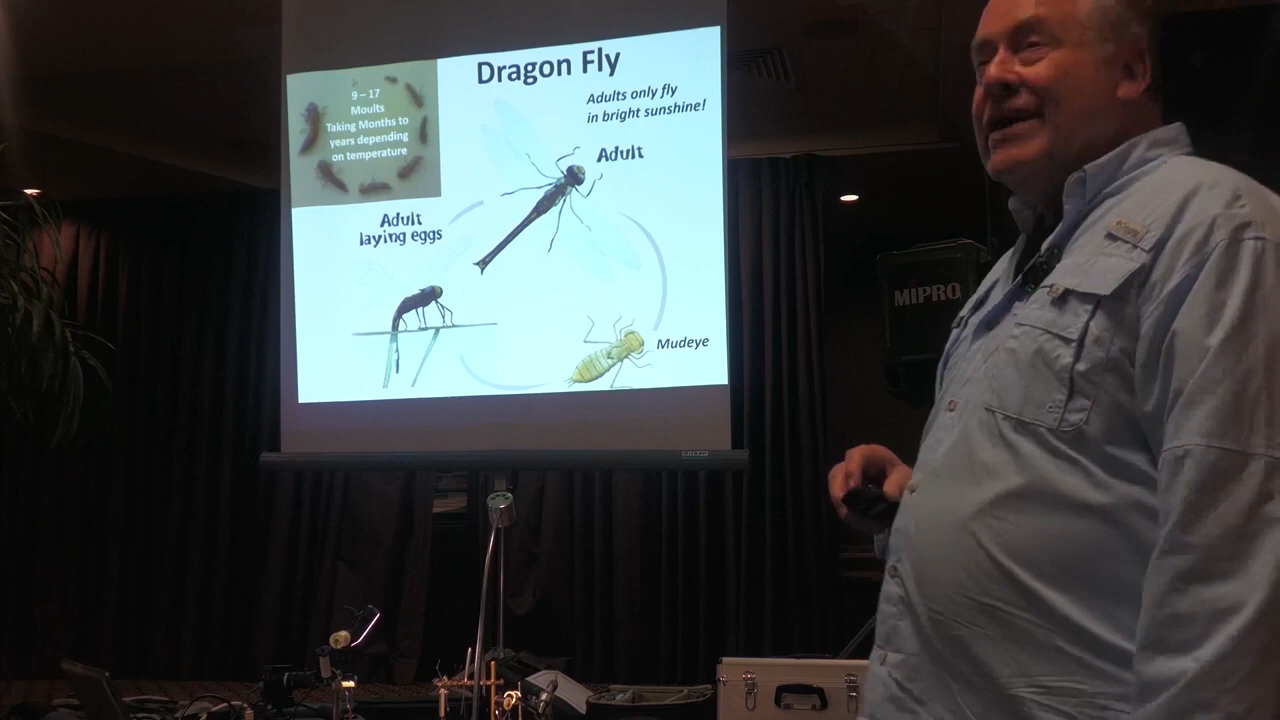 Dragon Fly
9 – 17
Moults
Taking Months to
years depending
on temperature
Adults only fly
in bright sunshine!
Adult
Adult
laying eggs
Mudeye
MIPRO